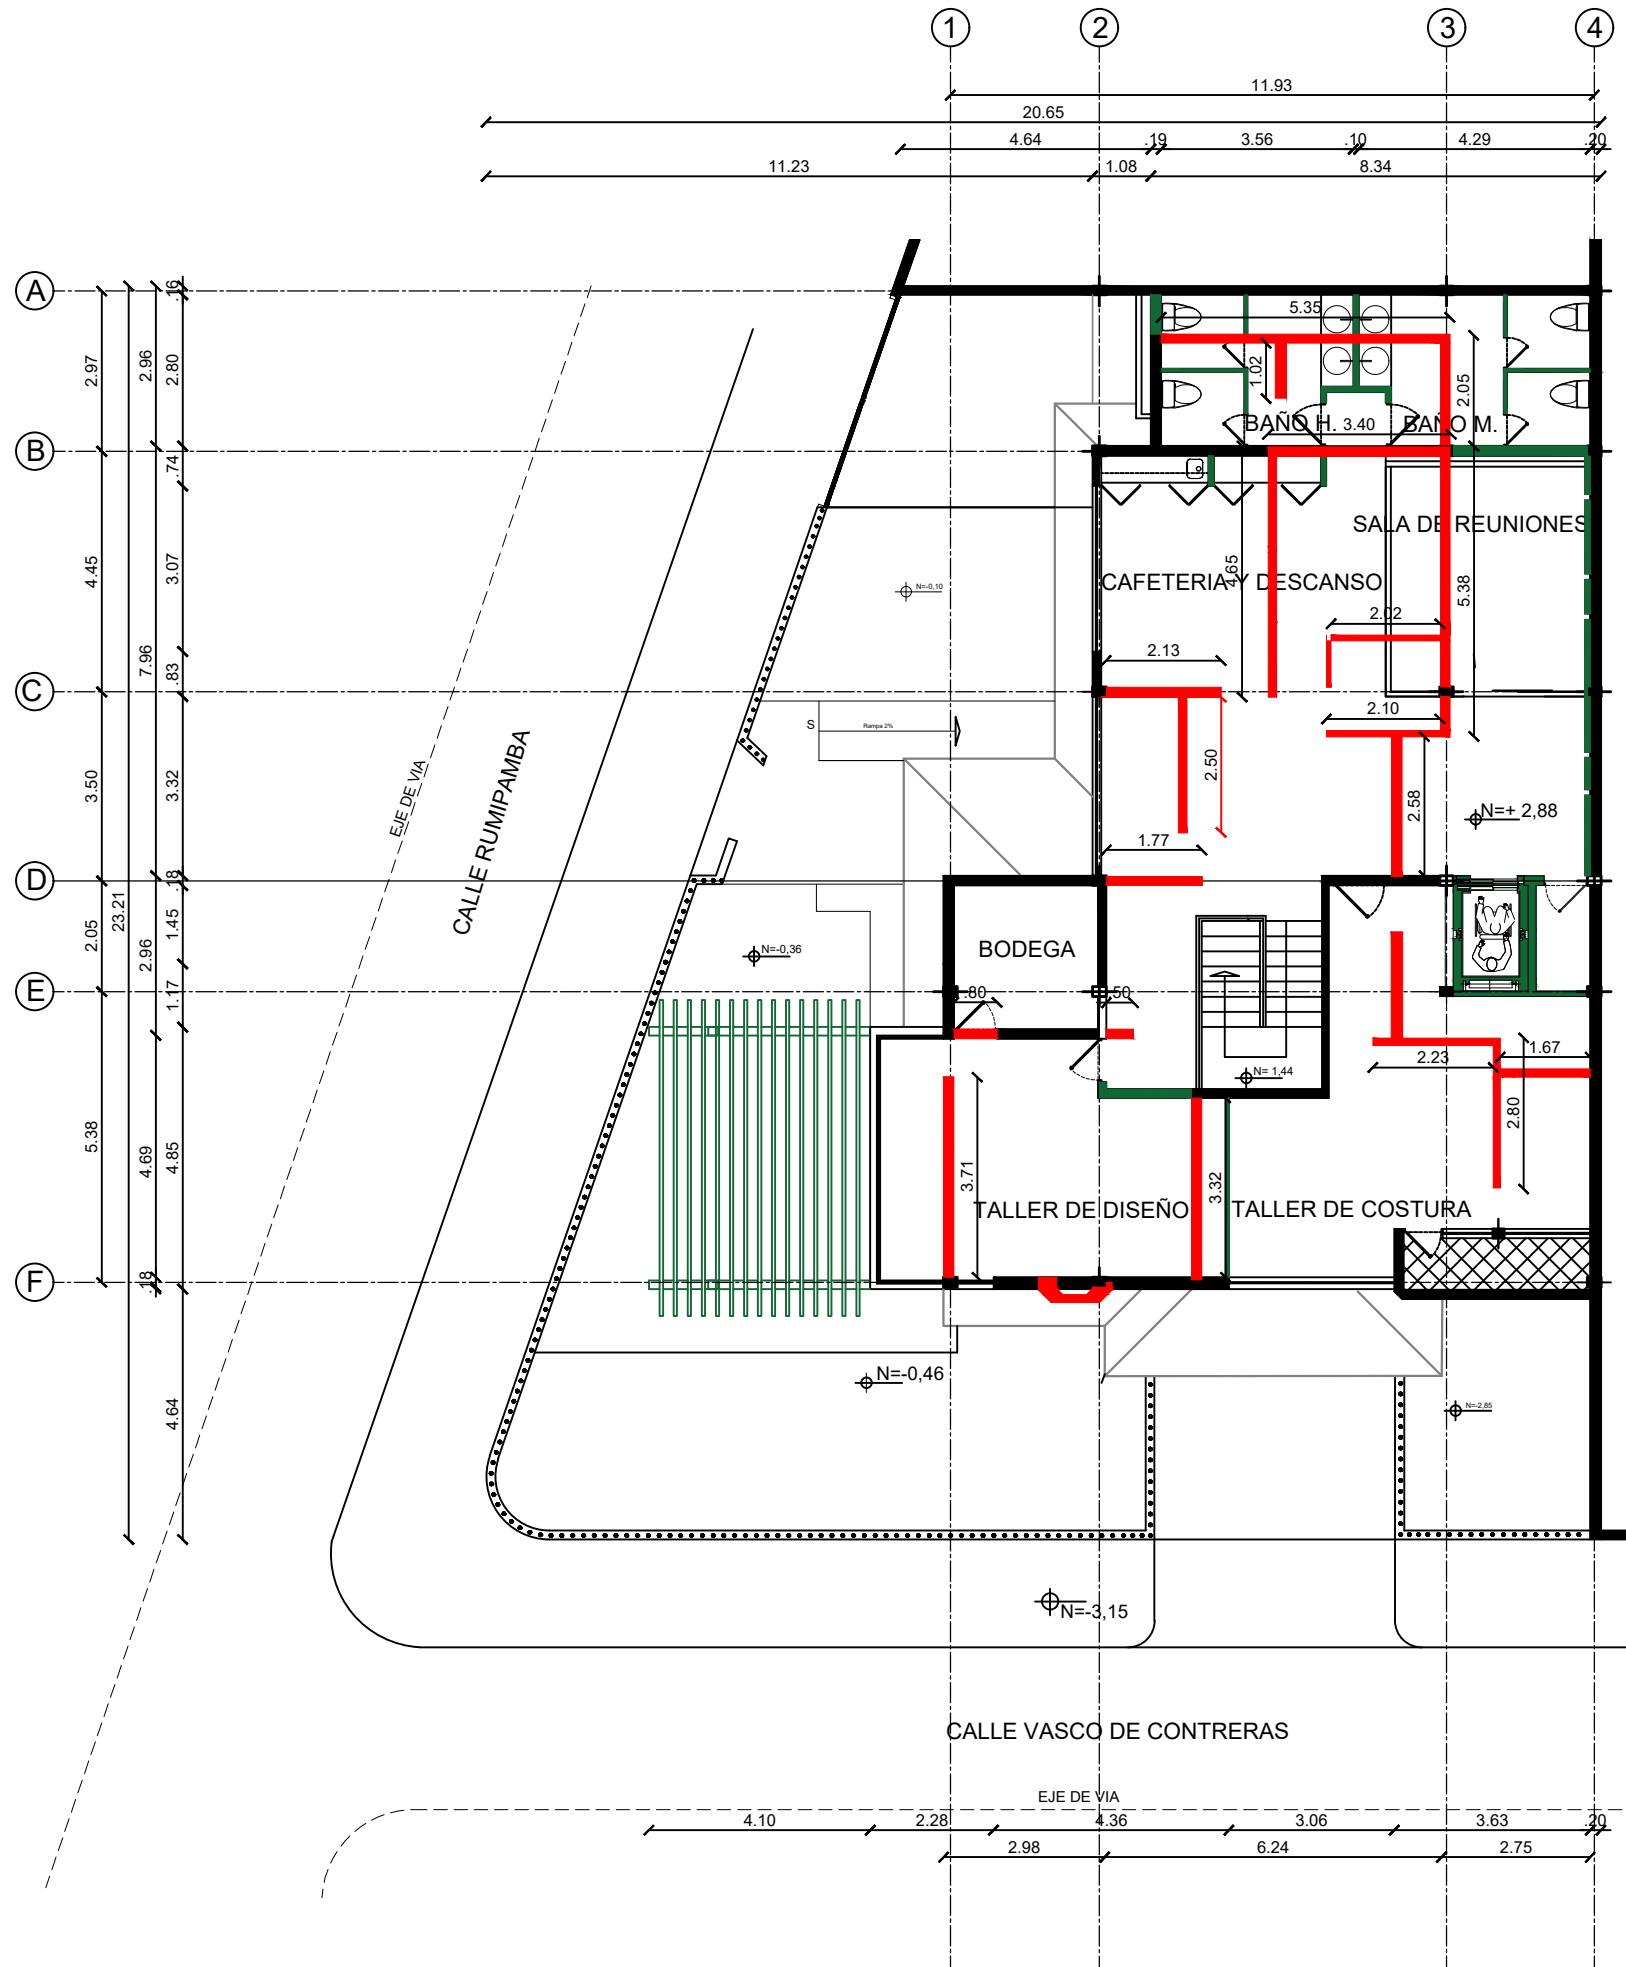 1
2
3
4
11.93
20.65
4.64
.19
3.56
.10
4.29
.20
11.23
1.08
8.34
A
B
C
D
E
F
2.97
4.45
3.50
2.05
5.38
23.21
2.96
7.96
2.96
4.69
.18
.16
2.80
.74
3.07
.83
3.32
.18
1.45
1.17
4.85
4.64
5.35
1.02
2.05
BAÑO H.
3.40
BAÑO M.
SALA DE REUNIONES
CAFETERIA Y DESCANSO
4.65
5.38
2.02
2.13
2.10
2.50
2.58
1.77
N=-0,10
S
Rampa 2%
N=+ 2,88
EJE DE VIA
CALLE RUMIPAMBA
N=-0,36
BODEGA
.80
.50
N= 1,44
2.23
1.67
2.80
3.71
3.32
TALLER DE DISEÑO
TALLER DE COSTURA
N=-0,46
N=-2,85
N=-3,15
CALLE VASCO DE CONTRERAS
EJE DE VIA
4.10
2.28
4.36
3.06
3.63
.20
2.98
6.24
2.75